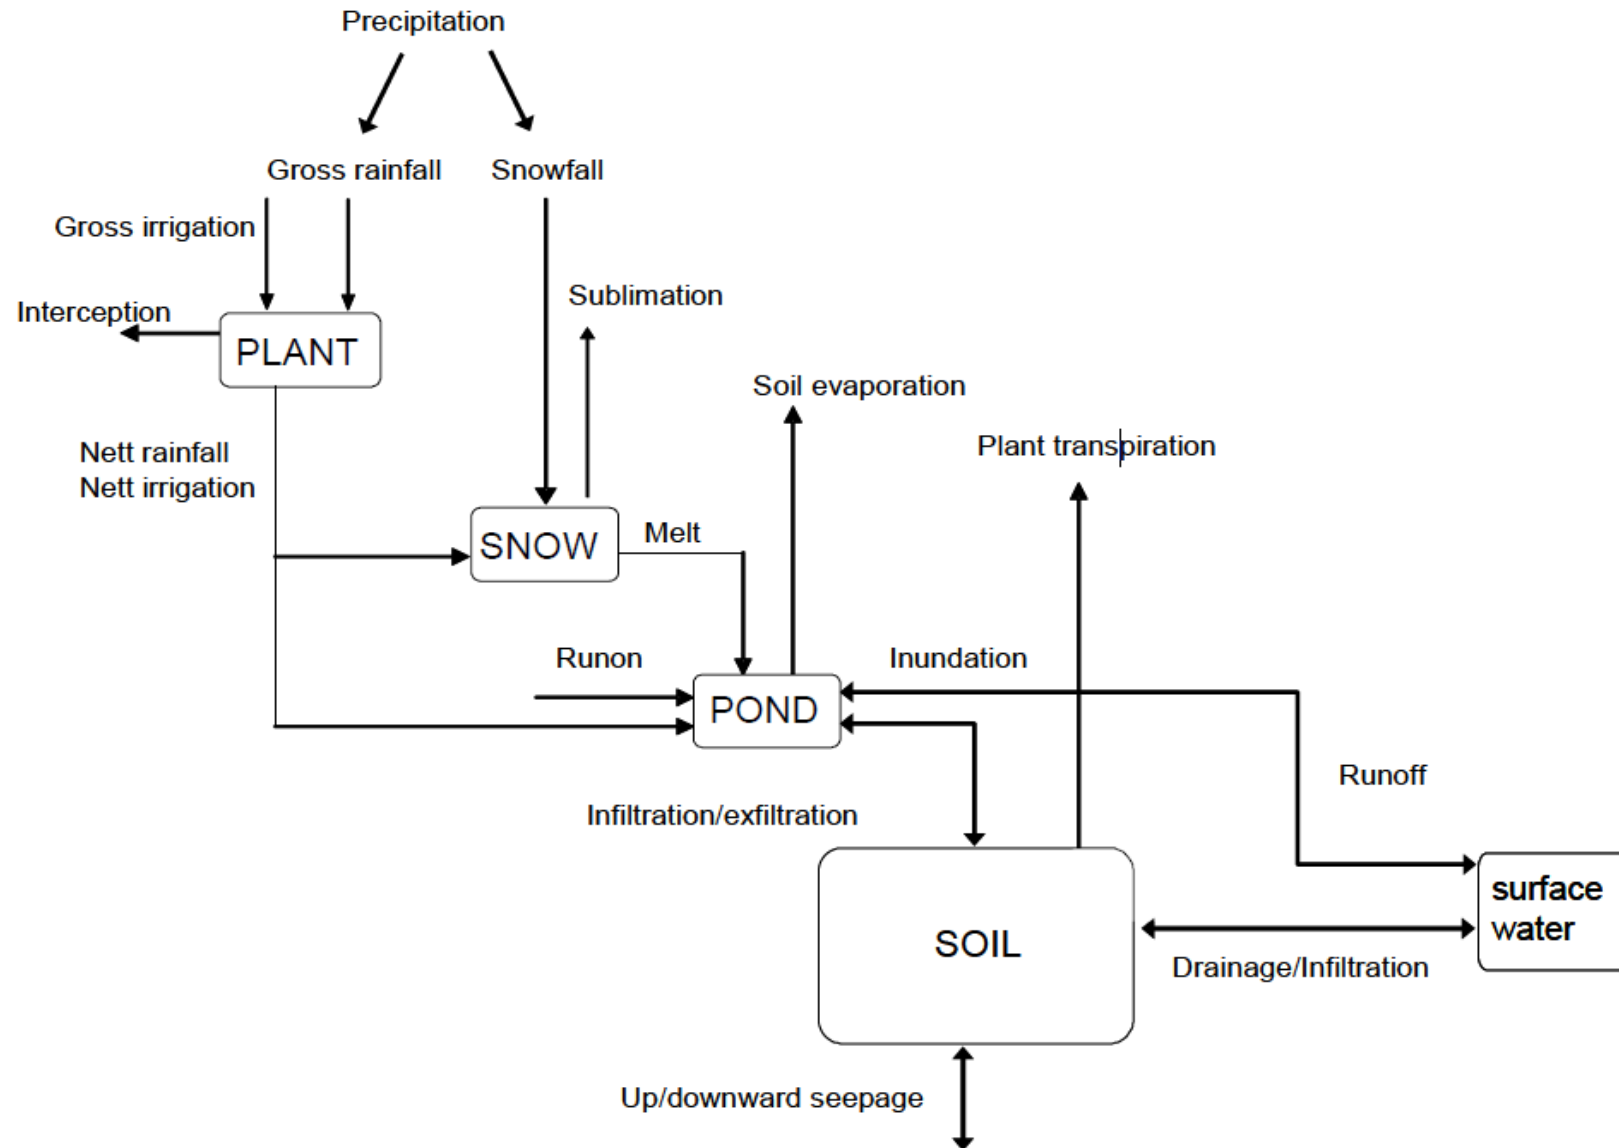 Precipitation
Gross rainfall
Snowfall
Gross irrigation
Interception
Sublimation
PLANT
Soil evaporation
Plant transpiration
Nett rainfall
Nett irrigation
SNOW
Melt
Runon
Inundation
POND
Runoff
Infiltration/exfiltration
surface
water
SOIL
Drainage/Infiltration
Up/downward seepage